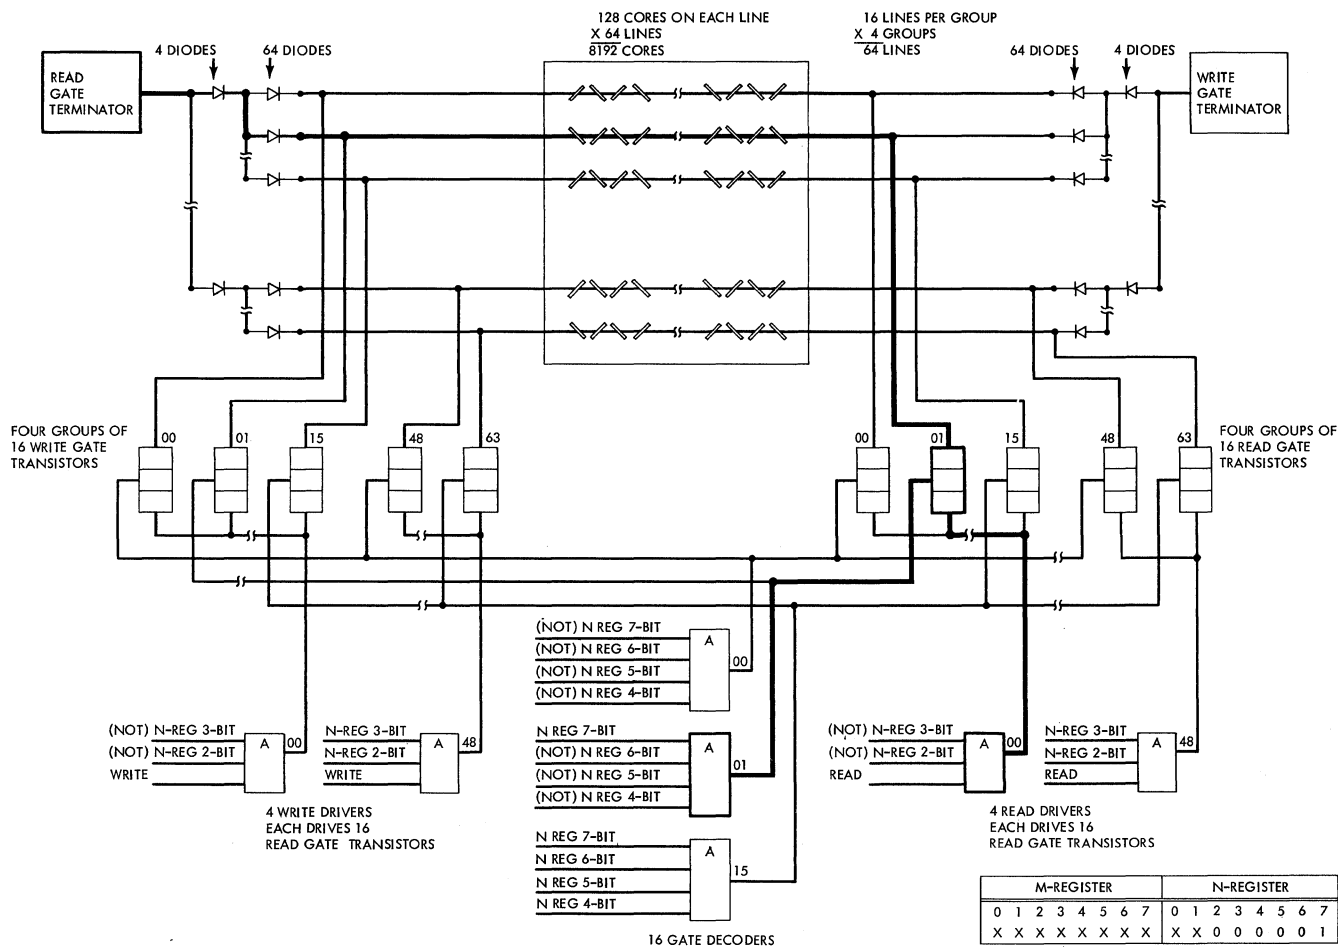 128 CORES ON EACH LINE
X 64 LINES
8192 CORES
16 LINES PER GROUP
X 4 GROUPS
64 LINES
4 DIODES
64 DIODES
64 DIODES
4 DIODES
READ
GATE
TERMINATOR
WRITE
GATE
TERMINATOR
FOUR GROUPS OF
16 WRITE GATE
TRANSISTORS
00
01
15
48
63
00
01
15
48
63
FOUR GROUPS OF
16 READ GATE
TRANSISTORS
(NOT) N REG 7-BIT
(NOT) N REG 6-BIT
(NOT) N REG 5-BIT
(NOT) N REG 4-BIT
A
00
(NOT) N-REG 3-BIT
(NOT) N-REG 2-BIT
WRITE
A
00
N-REG 3-BIT
N-REG 2-BIT
WRITE
A
48
4 WRITE DRIVERS
EACH DRIVES 16
READ GATE TRANSISTORS
N REG 7-BIT
(NOT) N REG 6-BIT
(NOT) N REG 5-BIT
(NOT) N REG 4-BIT
A
01
(NOT) N-REG 3-BIT
(NOT) N-REG 2-BIT
READ
A
00
N-REG 3-BIT
N-REG 2-BIT
READ
A
48
4 READ DRIVERS
EACH DRIVES 16
READ GATE TRANSISTORS
N REG 7-BIT
N REG 6-BIT
N REG 5-BIT
N REG 4-BIT
A
15
16 GATE DECODERS
M-REGISTER N-REGISTER
0 1 2 3 4 5 6 7 0 1 2 3 4 5 6 7
X X X X X X X X X X 0 0 0 0 0 1